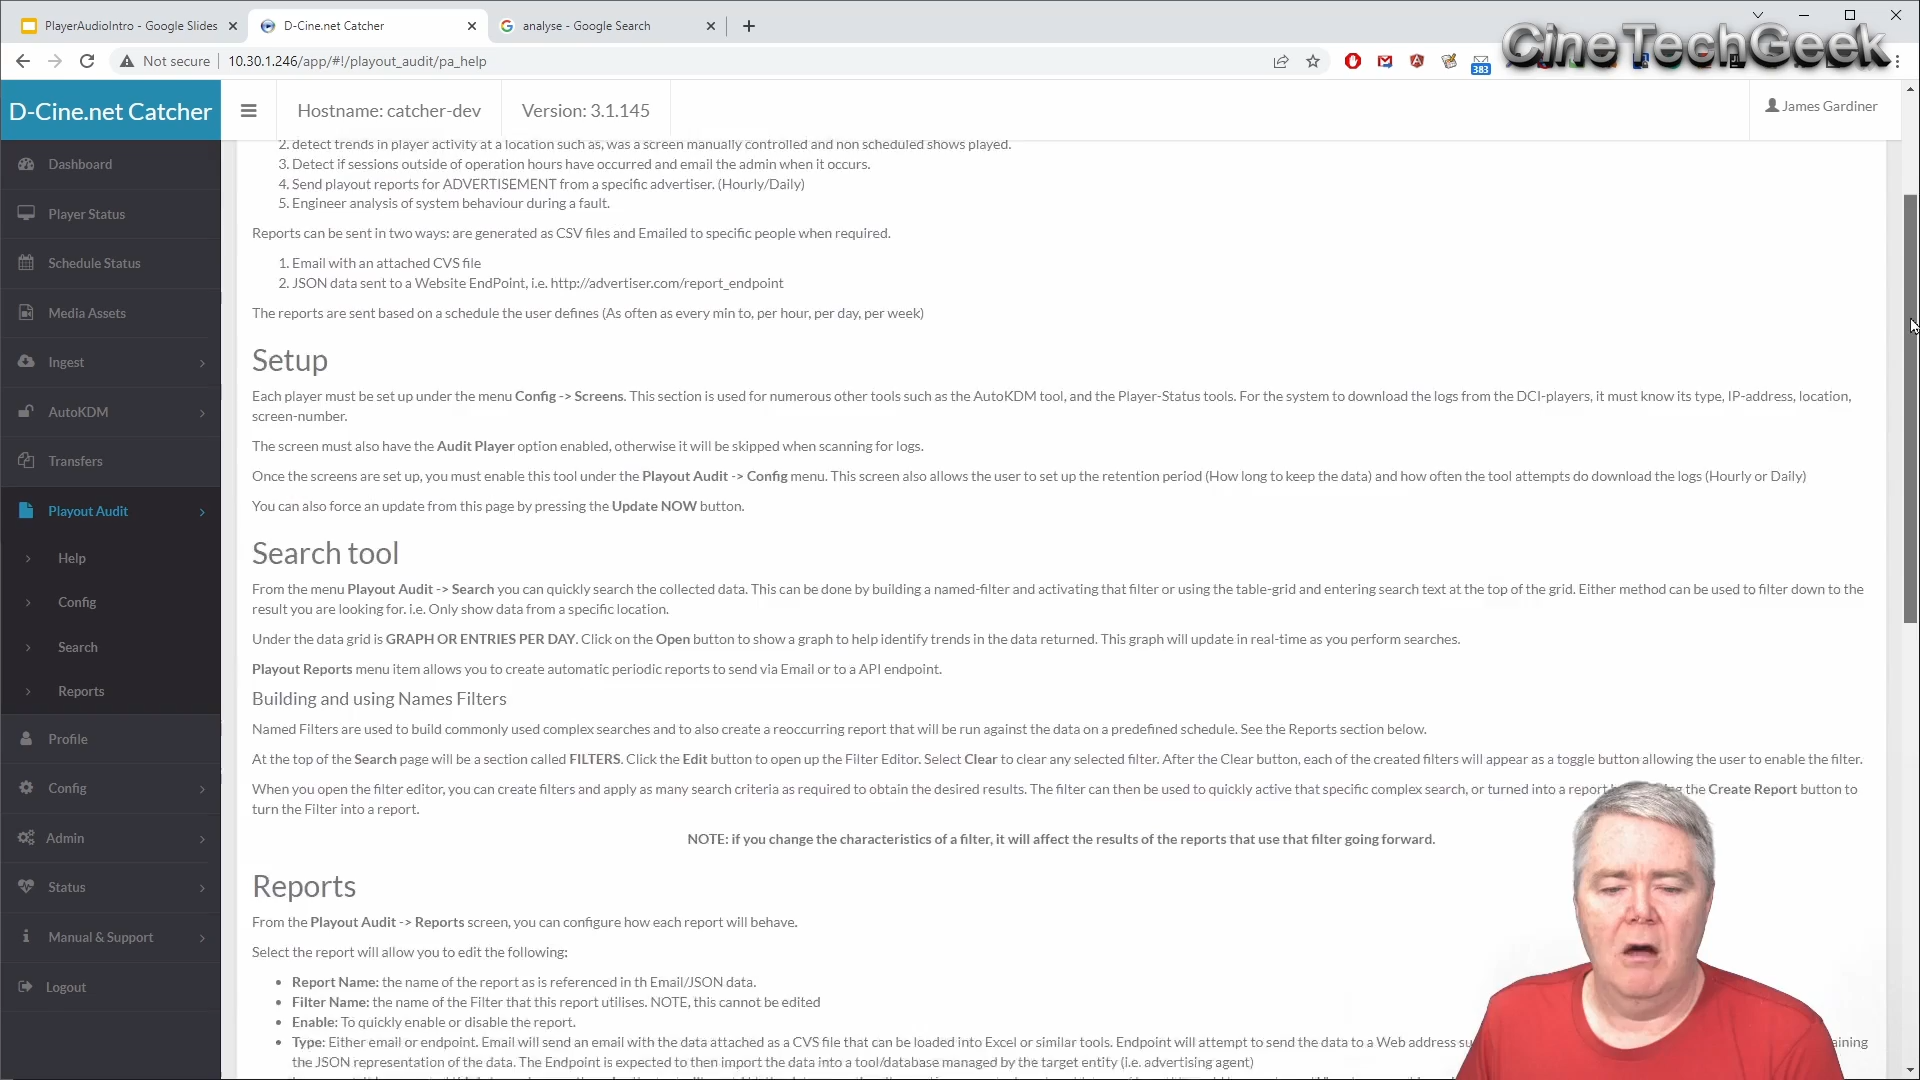 PlayerAudioIntro - Google Slides
D-Cine.net Catcher
analyse - Google Search
CineTechGeek
Not secure
10.30.1.246/app/#!/playout_audit/pa_help
383
D-Cine.net Catcher
Hostname: catcher-dev
Version: 3.1.145
James Gardiner
Dashboard
Player Status
Schedule Status
Media Assets
Ingest
AutoKDM
Transfers
Playout Audit
Help
Config
Search
Reports
Profile
Config
Admin
Status
Manual & Support
Logout
2. detect trends in player activity at a location such as, was a screen manually controlled and non scheduled shows played.
3. Detect if sessions outside of operation hours have occurred and email the admin when it occurs.
4. Send playout reports for ADVERTISEMENT from a specific advertiser. (Hourly/Daily)
5. Engineer analysis of system behaviour during a fault.
Reports can be sent in two ways: are generated as CSV files and Emailed to specific people when required.
1. Email with an attached CVS file
2. JSON data sent to a Website EndPoint, i.e. http://advertiser.com/report_endpoint
The reports are sent based on a schedule the user defines (As often as every min to, per hour, per day, per week)
Setup
Each player must be set up under the menu Config -> Screens. This section is used for numerous other tools such as the AutoKDM tool, and the Player-Status tools. For the system to download the logs from the DCI-players, it must know its type, IP-address, location,
screen-number.
The screen must also have the Audit Player option enabled, otherwise it will be skipped when scanning for logs.
Once the screens are set up, you must enable this tool under the Playout Audit -> Config menu. This screen also allows the user to set up the retention period (How long to keep the data) and how often the tool attempts do download the logs (Hourly or Daily)
You can also force an update from this page by pressing the Update NOW button.
Search tool
From the menu Playout Audit -> Search you can quickly search the collected data. This can be done by building a named-filter and activating that filter or using the table-grid and entering search text at the top of the grid. Either method can be used to filter down to the
result you are looking for. i.e. Only show data from a specific location.
Under the data grid is GRAPH OR ENTRIES PER DAY. Click on the Open button to show a graph to help identify trends in the data returned. This graph will update in real-time as you perform searches.
Playout Reports menu item allows you to create automatic periodic reports to send via Email or to a API endpoint.
Building and using Names Filters
Named Filters are used to build commonly used complex searches and to also create a reoccurring report that will be run against the data on a predefined schedule. See the Reports section below.
At the top of the Search page will be a section called FILTERS. Click the Edit button to open up the Filter Editor. Select Clear to clear any selected filter. After the Clear button, each of the created filters will appear as a toggle button allowing the user to enable the filter.
When you open the filter editor, you can create filters and apply as many search criteria as required to obtain the desired results. The filter can then be used to quickly active that specific complex search, or turned into a report the Create Report button to
turn the Filter into a report.
NOTE: if you change the characteristics of a filter, it will affect the results of the reports that use that filter going forward.
Reports
From the Playout Audit -> Reports screen, you can configure how each report will behave.
Select the report will allow you to edit the following:
• Report Name: the name of the report as is referenced in th Email/JSON data.
• Filter Name: the name of the Filter that this report utilises. NOTE, this cannot be edited
• Enable: To quickly enable or disable the report.
• Type: Either email or endpoint. Email will send an email with the data attached as a CVS file that can be loaded into Excel or similar tools. Endpoint will attempt to send the data to a Web address
the JSON representation of the data. The Endpoint is expected to then import the data into a tool/database managed by the target entity (i.e. advertising agent)